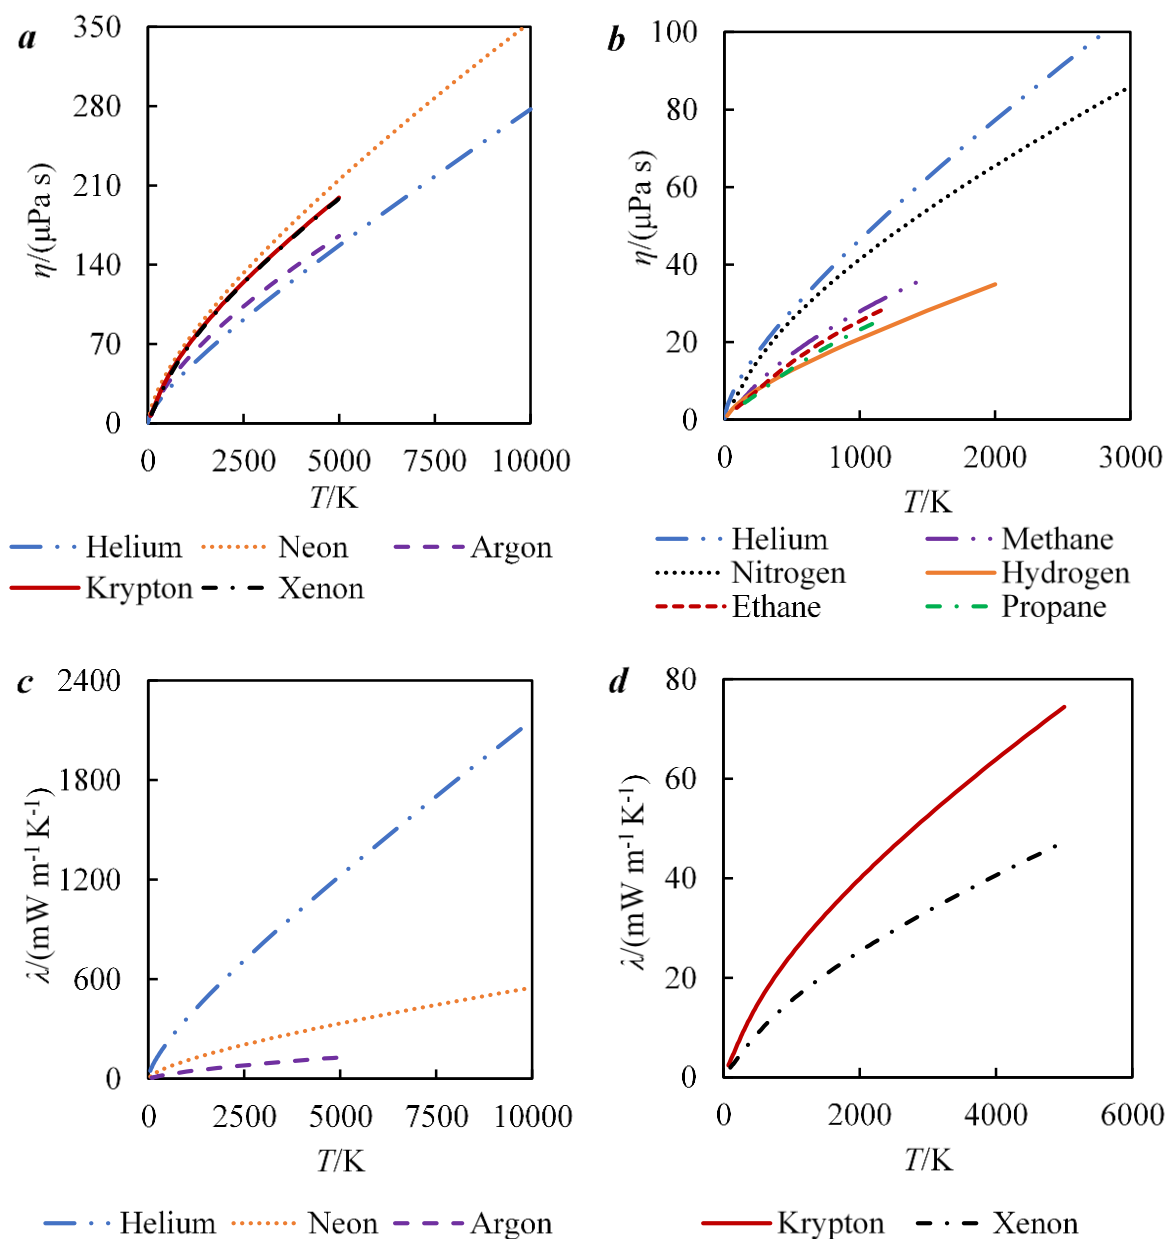 a
350
280
210
140
70
0
η/(μPa s)
0 2500 5000 7500 10000
T/K
Helium Neon Argon
Krypton Xenon
b
100
80
60
40
20
0
η/(μPa s)
0 1000 2000 3000
T/K
Helium Methane
Nitrogen Hydrogen
Ethane Propane
c
2400
1800
1200
600
0
λ/(mW m⁻¹ K⁻¹)
0 2500 5000 7500 10000
T/K
Helium Neon Argon
d
80
60
40
20
0
λ/(mW m⁻¹ K⁻¹)
0 2000 4000 6000
T/K
Krypton Xenon